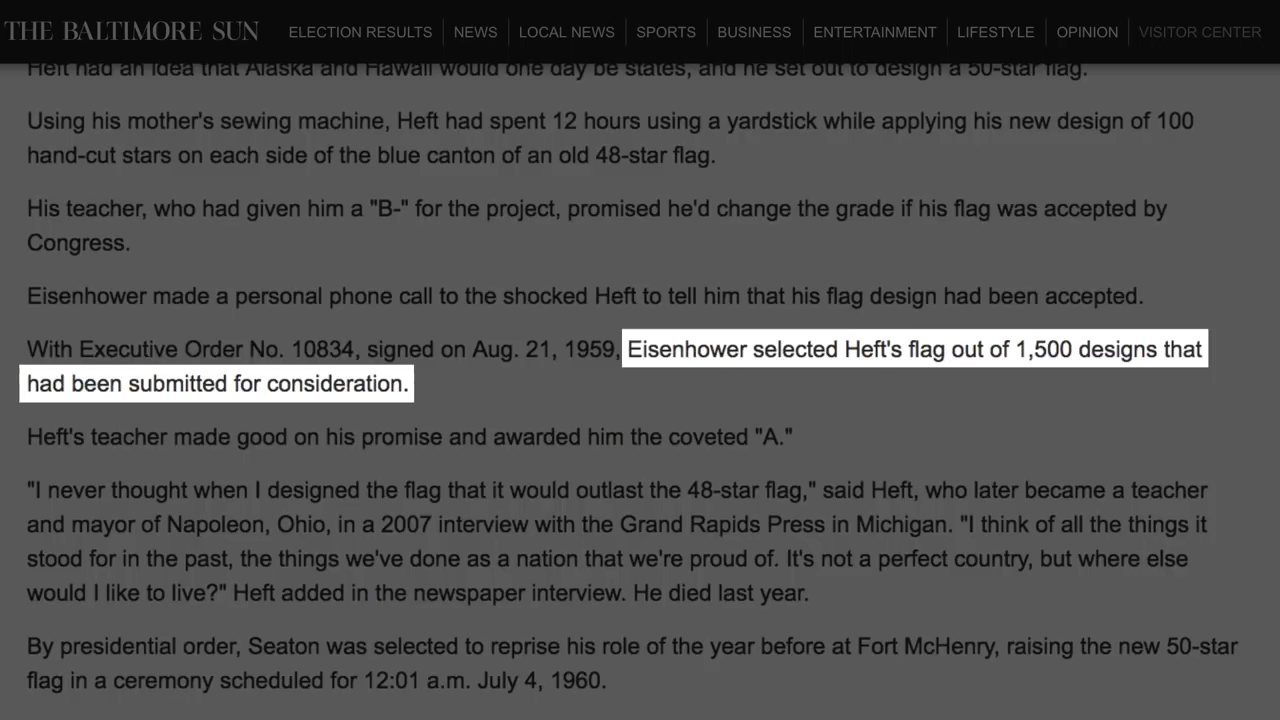 THE BALTIMORE SUN ELECTION RESULTS NEWS LOCAL NEWS SPORTS BUSINESS ENTERTAINMENT LIFESTYLE OPINION VISITOR CENTER
Heft had an idea that Alaska and Hawaii would one day be states, and he set out to design a 50-star flag.
Using his mother's sewing machine, Heft had spent 12 hours using a yardstick while applying his new design of 100
hand-cut stars on each side of the blue canton of an old 48-star flag.
His teacher, who had given him a "B-" for the project, promised he'd change the grade if his flag was accepted by
Congress.
Eisenhower made a personal phone call to the shocked Heft to tell him that his flag design had been accepted.
With Executive Order No. 10834, signed on Aug. 21, 1959, Eisenhower selected Heft's flag out of 1,500 designs that
had been submitted for consideration.
Heft's teacher made good on his promise and awarded him the coveted "A."
"I never thought when I designed the flag that it would outlast the 48-star flag," said Heft, who later became a teacher
and mayor of Napoleon, Ohio, in a 2007 interview with the Grand Rapids Press in Michigan. "I think of all the things it
stood for in the past, the things we've done as a nation that we're proud of. It's not a perfect country, but where else
would I like to live?" Heft added in the newspaper interview. He died last year.
By presidential order, Seaton was selected to reprise his role of the year before at Fort McHenry, raising the new 50-star
flag in a ceremony scheduled for 12:01 a.m. July 4, 1960.